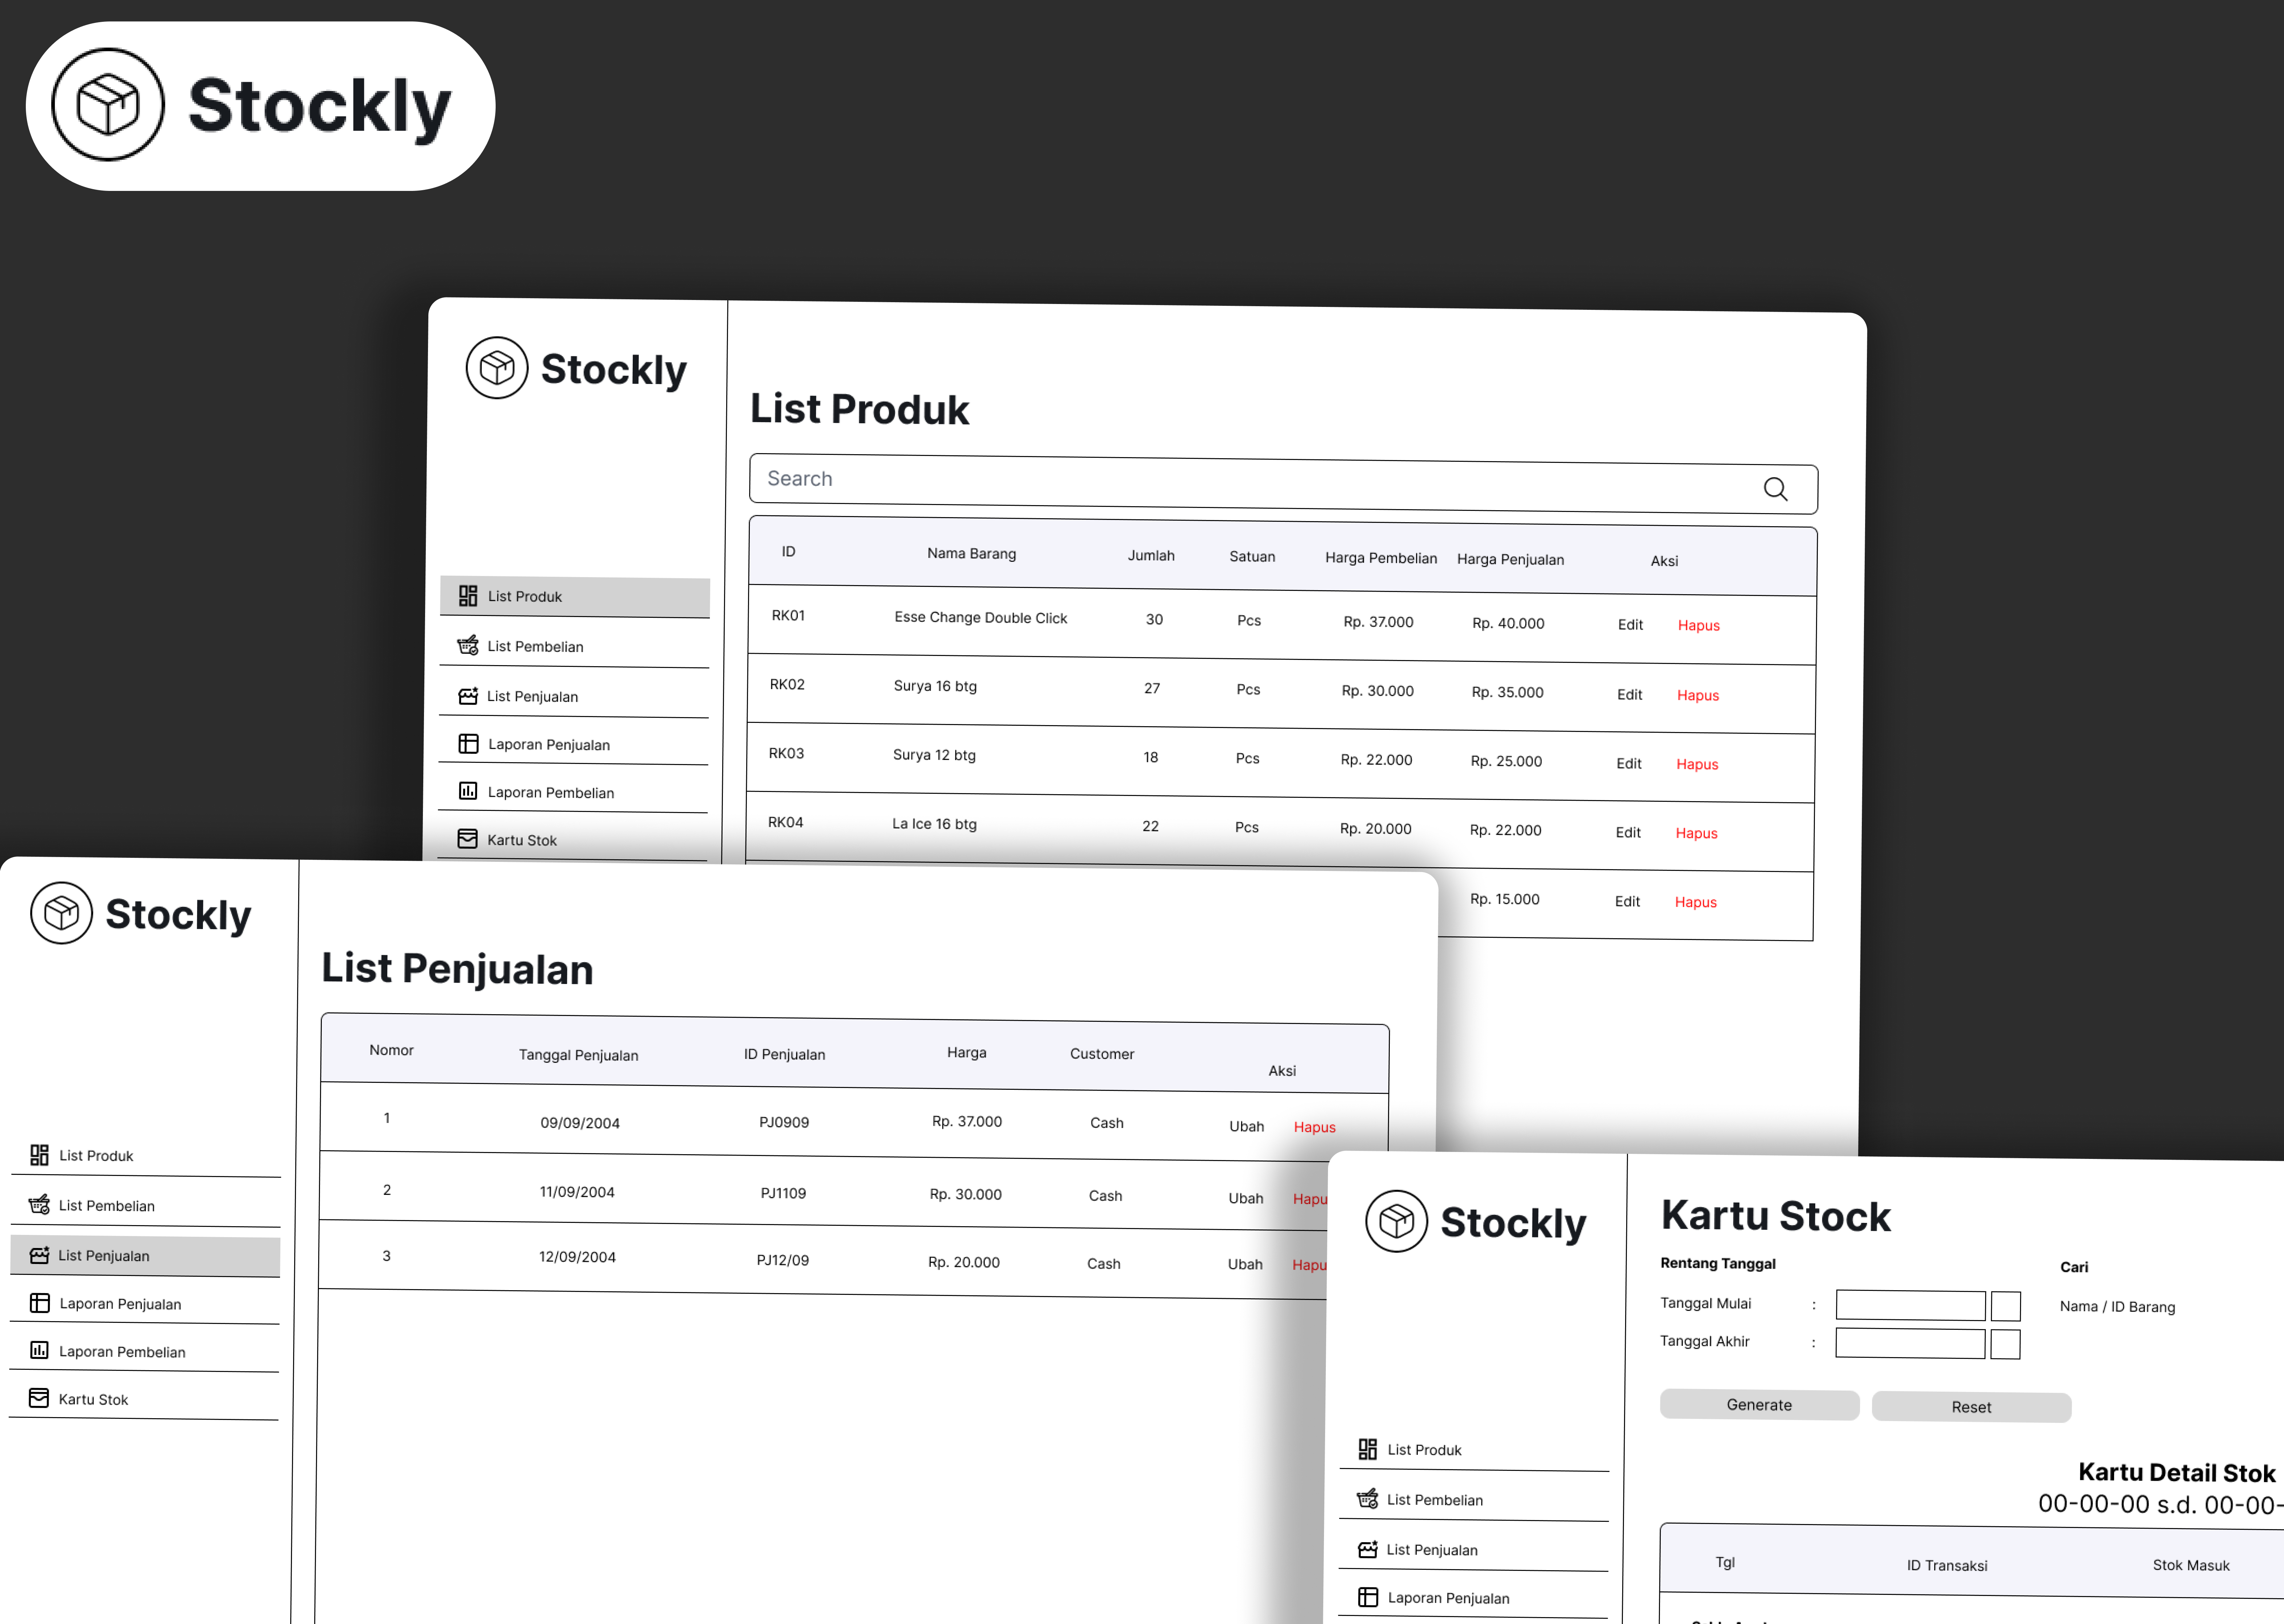 Stockly
Stockly
List Produk
List Pembelian
List Penjualan
Laporan Penjualan
Laporan Pembelian
Kartu Stok
List Produk
Search
ID Nama Barang Jumlah Satuan Harga Pembelian Harga Penjualan Aksi
RK01 Esse Change Double Click 30 Pcs Rp. 37.000 Rp. 40.000 Edit Hapus
RK02 Surya 16 btg 27 Pcs Rp. 30.000 Rp. 35.000 Edit Hapus
RK03 Surya 12 btg 18 Pcs Rp. 22.000 Rp. 25.000 Edit Hapus
RK04 La Ice 16 btg 22 Pcs Rp. 20.000 Rp. 22.000 Edit Hapus
Rp. 15.000 Edit Hapus
Stockly
List Produk
List Pembelian
List Penjualan
Laporan Penjualan
Laporan Pembelian
Kartu Stok
List Penjualan
Nomor Tanggal Penjualan ID Penjualan Harga Customer Aksi
1 09/09/2004 PJ0909 Rp. 37.000 Cash Ubah Hapus
2 11/09/2004 PJ1109 Rp. 30.000 Cash Ubah Hapu
3 12/09/2004 PJ12/09 Rp. 20.000 Cash Ubah Hapu
Stockly
List Produk
List Pembelian
List Penjualan
Laporan Penjualan
Kartu Stock
Rentang Tanggal Cari
Tanggal Mulai : Nama / ID Barang
Tanggal Akhir :
Generate Reset
Kartu Detail Stok
00-00-00 s.d. 00-00-
Tgl ID Transaksi Stok Masuk